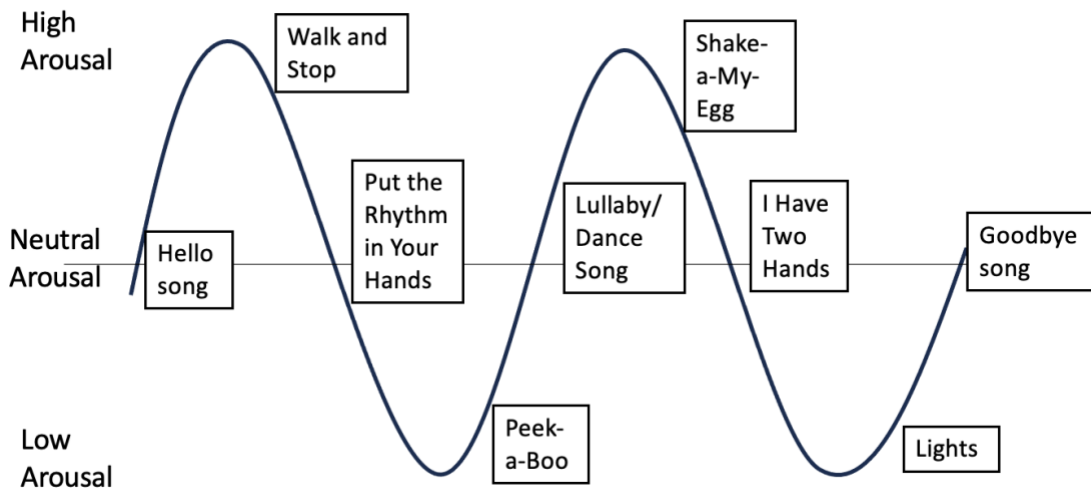 High
Arousal
Walk and
Stop
Shake-
a-My-
Egg
Put the
Rhythm
in Your
Hands
Lullaby/
Dance
Song
I Have
Two
Hands
Neutral
Arousal
Hello
song
Goodbye
song
Peek-
a-Boo
Lights
Low
Arousal